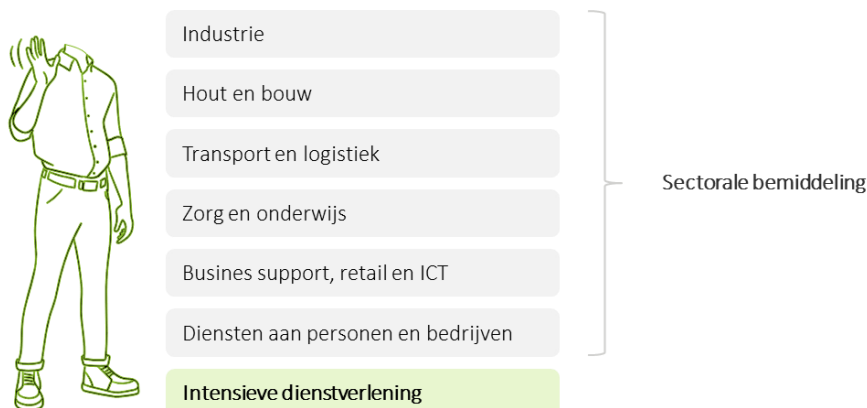 Industrie
Hout en bouw
Transport en logistiek
Zorg en onderwijs
Busines support, retail en ICT
Diensten aan personen en bedrijven
Sectorale bemiddeling
Intensieve dienstverlening